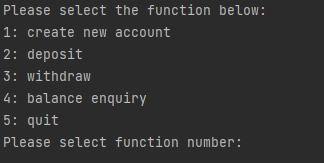 Please select the function below:
1: create new account
2: deposit
3: withdraw
4: balance enquiry
5: quit
Please select function number: